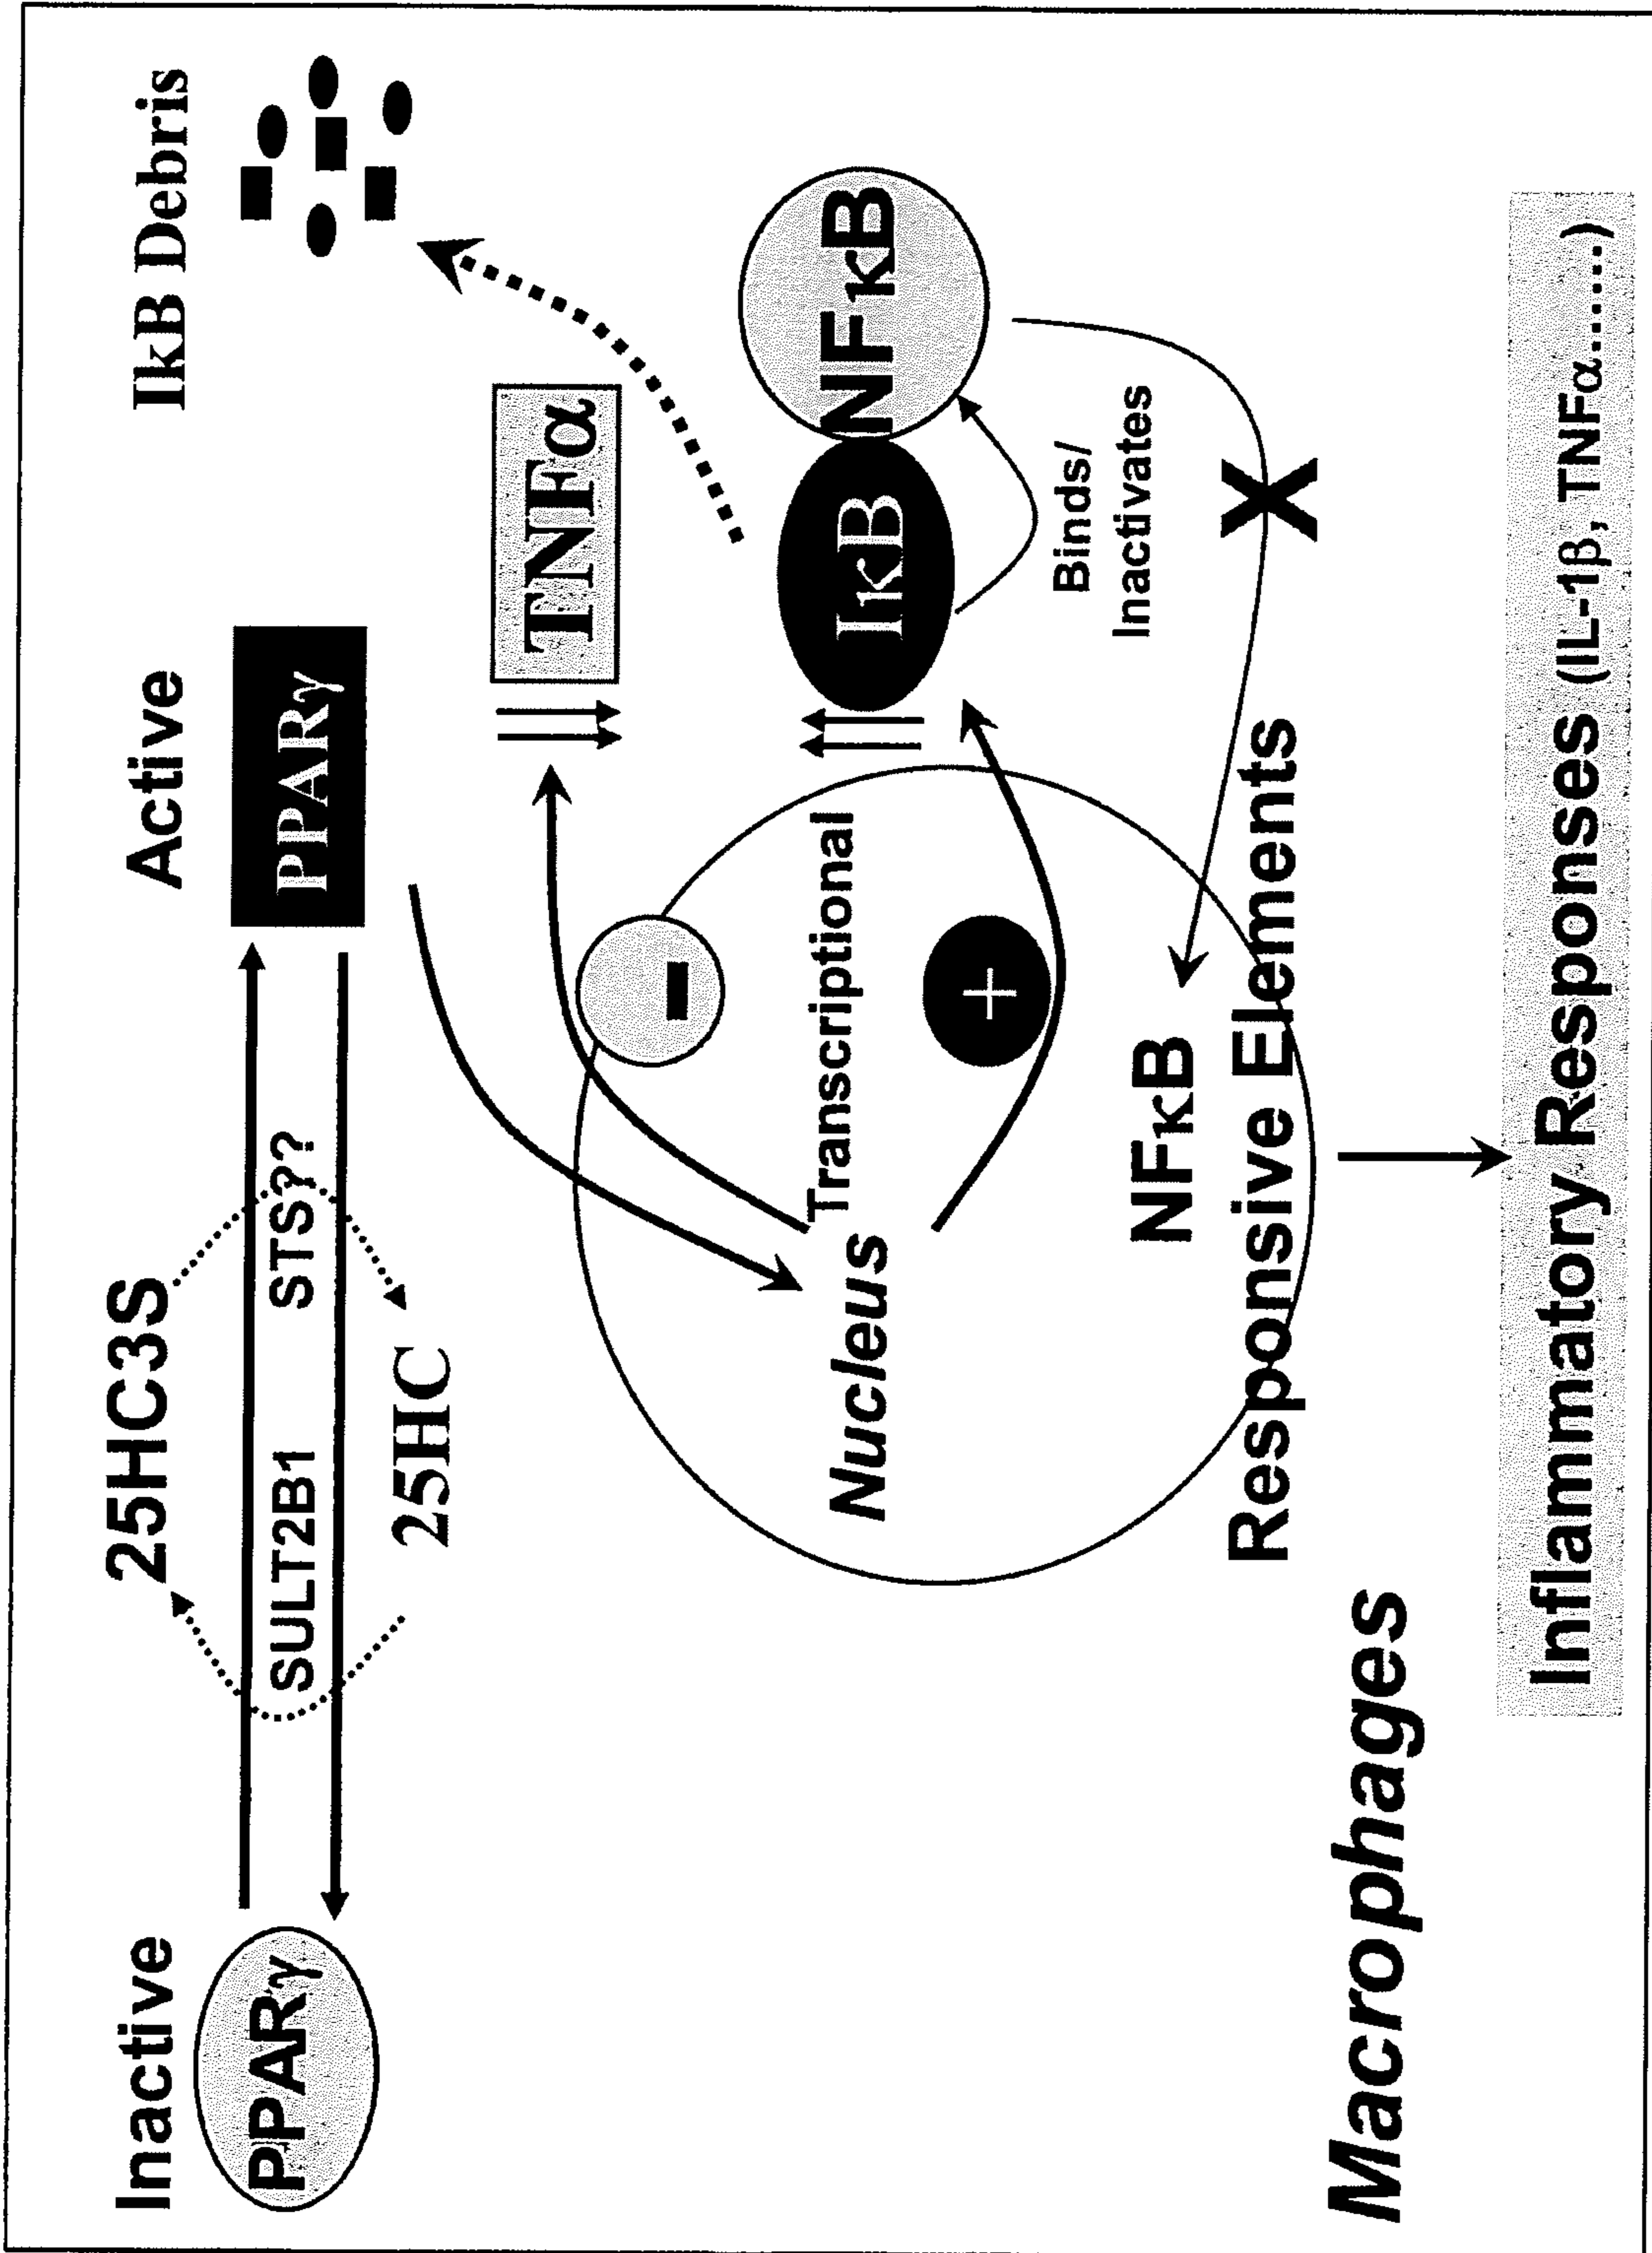 Inactive
Active
IkB Debris
25HC3S
PPARγ
SULT2B1
STS??
PPARγ
25HC
TNFα
-
Transcriptional
Nucleus
IκB
NFκB
+
Binds/
Inactivates
NFκB
Responsive Elements
X
Macrophages
Inflammatory Responses (IL-1β, TNFα.......)